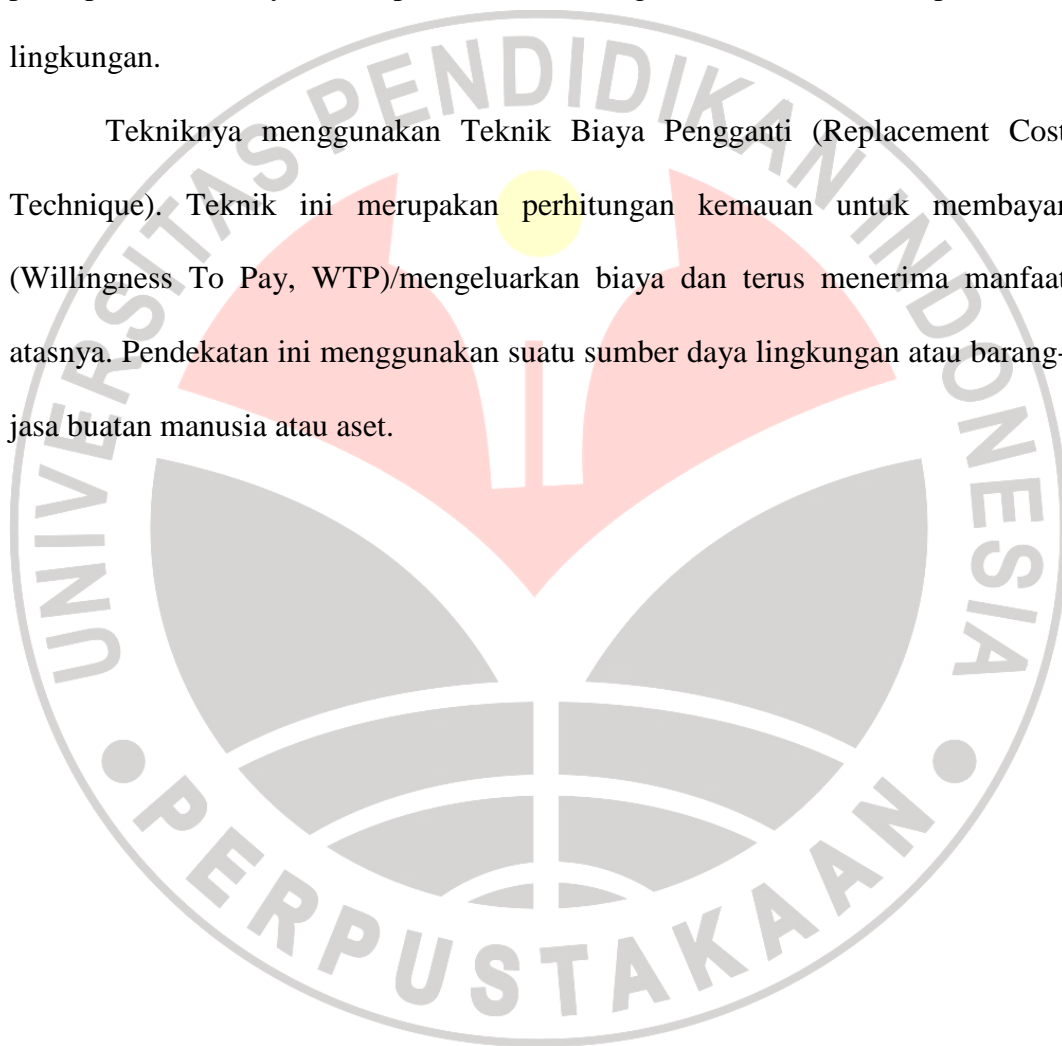 lingkungan.
Tekniknya menggunakan Teknik Biaya Pengganti (Replacement Cost
Technique). Teknik ini merupakan perhitungan kemauan untuk membayar
(Willingness To Pay, WTP)/mengeluarkan biaya dan terus menerima manfaat
atasnya. Pendekatan ini menggunakan suatu sumber daya lingkungan atau barang-
jasa buatan manusia atau aset.
UNIVERSITAS PENDIDIKAN INDONESIA
PERPUSTAKAAN